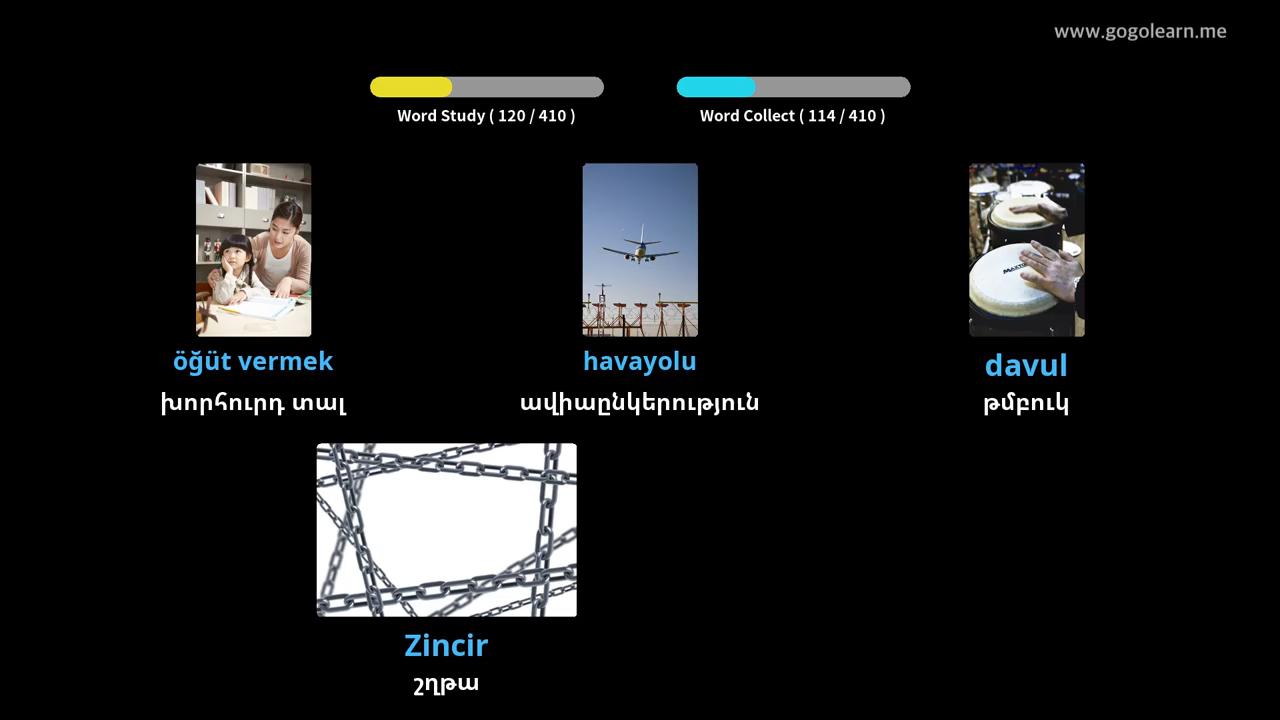 www.gogolearn.me
Word Study ( 120 / 410 )
Word Collect ( 114 / 410 )
öğüt vermek
havayolu
davul
խորհուրդ տալ
ավիաընկերություն
թմբուկ
Zincir
շղթա